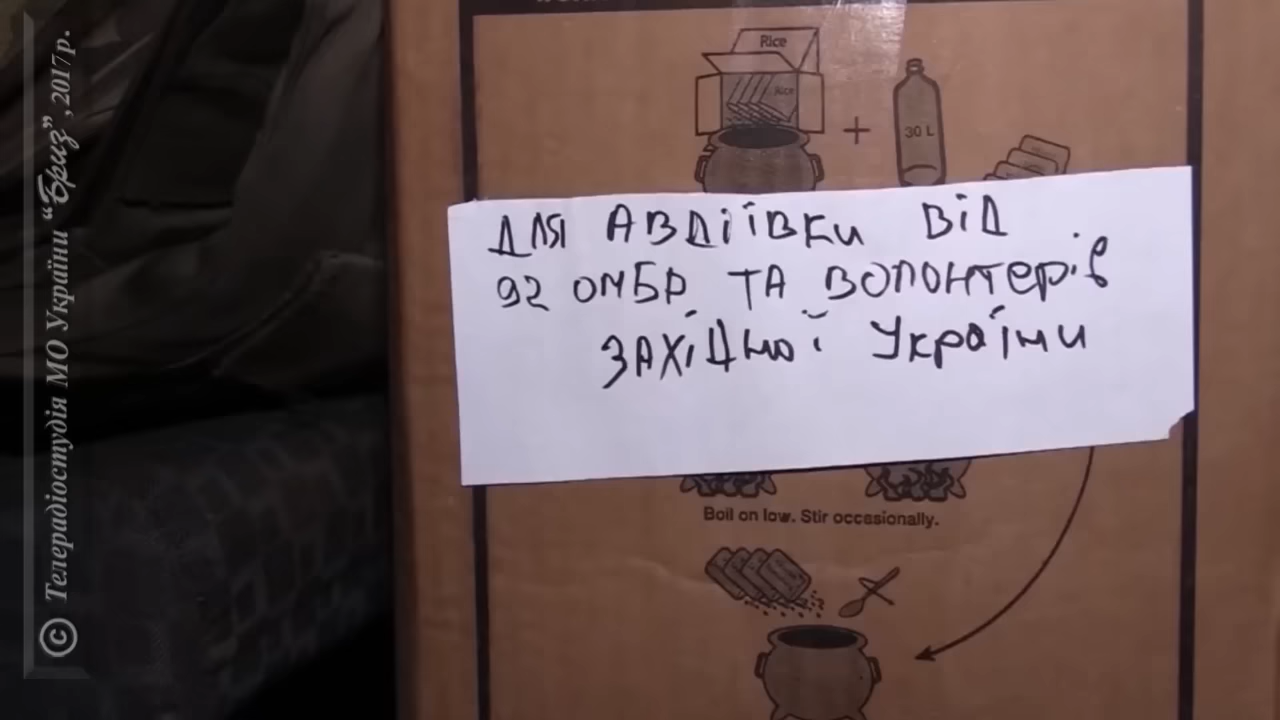 Rice
Rice
+
30 L
ДЛЯ АВДІЇВКИ ВІД
92 ОМБР ТА ВОЛОНТЕРІВ
ЗАХІДНОЇ УКРАЇНИ
Boil on low. Stir occasionally.
© Телерадіостудія МО України "Бриз", 2017р.